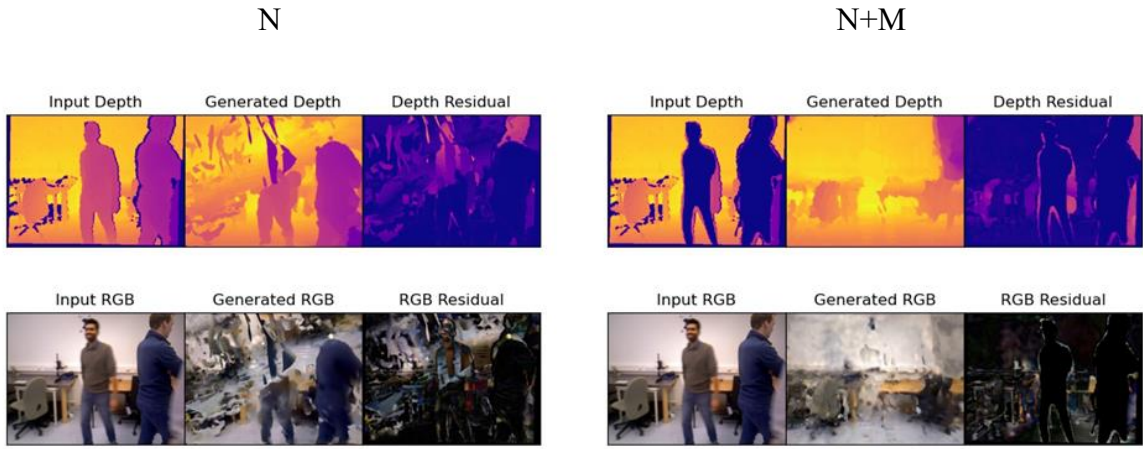 N N+M
Input Depth Generated Depth Depth Residual Input Depth Generated Depth Depth Residual
Input RGB Generated RGB RGB Residual Input RGB Generated RGB RGB Residual